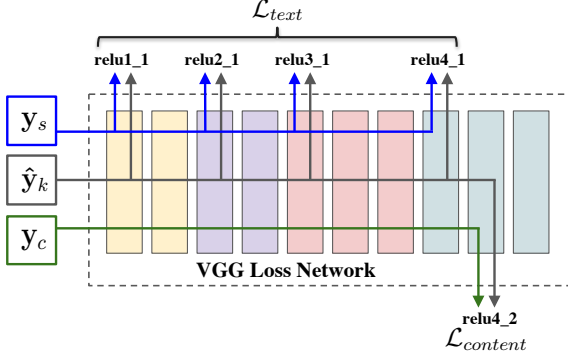 ℒ_text
relu1_1 relu2_1 relu3_1 relu4_1
y_s
ŷ_k
y_c
VGG Loss Network
relu4_2
ℒ_content